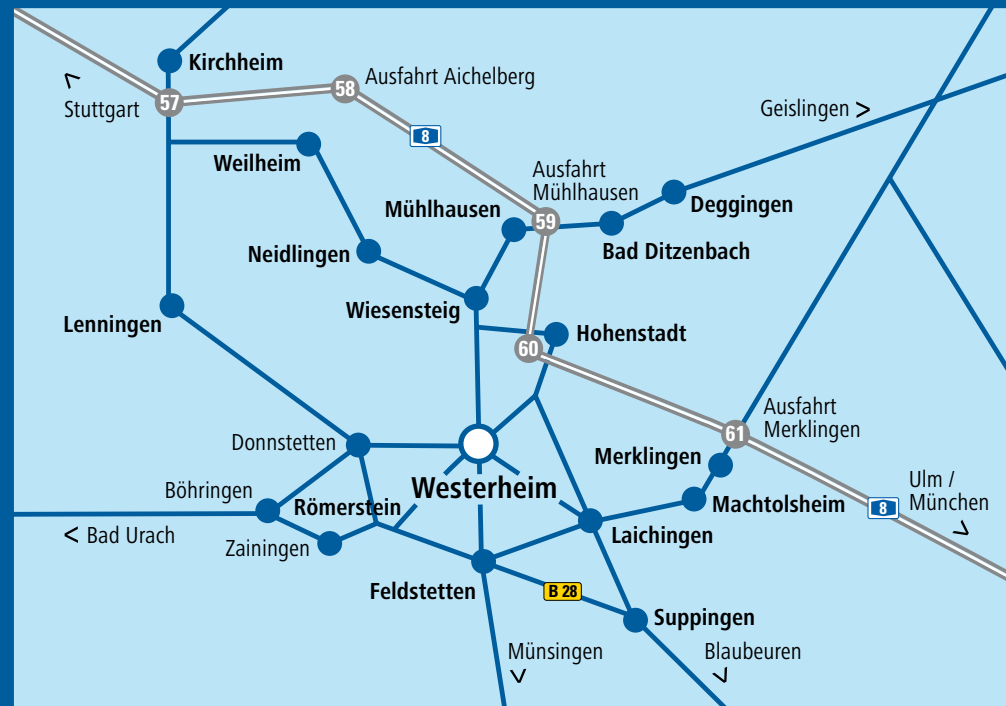 Kirchheim
Ausfahrt Aichelberg
58
Stuttgart
57
Geislingen >
8
Weilheim
Ausfahrt
Mühlhausen
Mühlhausen
59
Deggingen
Neidlingen
Bad Ditzenbach
Wiesensteig
Lenningen
Hohenstadt
60
Ausfahrt
Merklingen
61
Donnstetten
Merklingen
Westerheim
Böhringen
Römerstein
Machtolsheim
Ulm /
München
8
< Bad Urach
Zainingen
Laichingen
Feldstetten
B 28
Suppingen
Münsingen
Blaubeuren